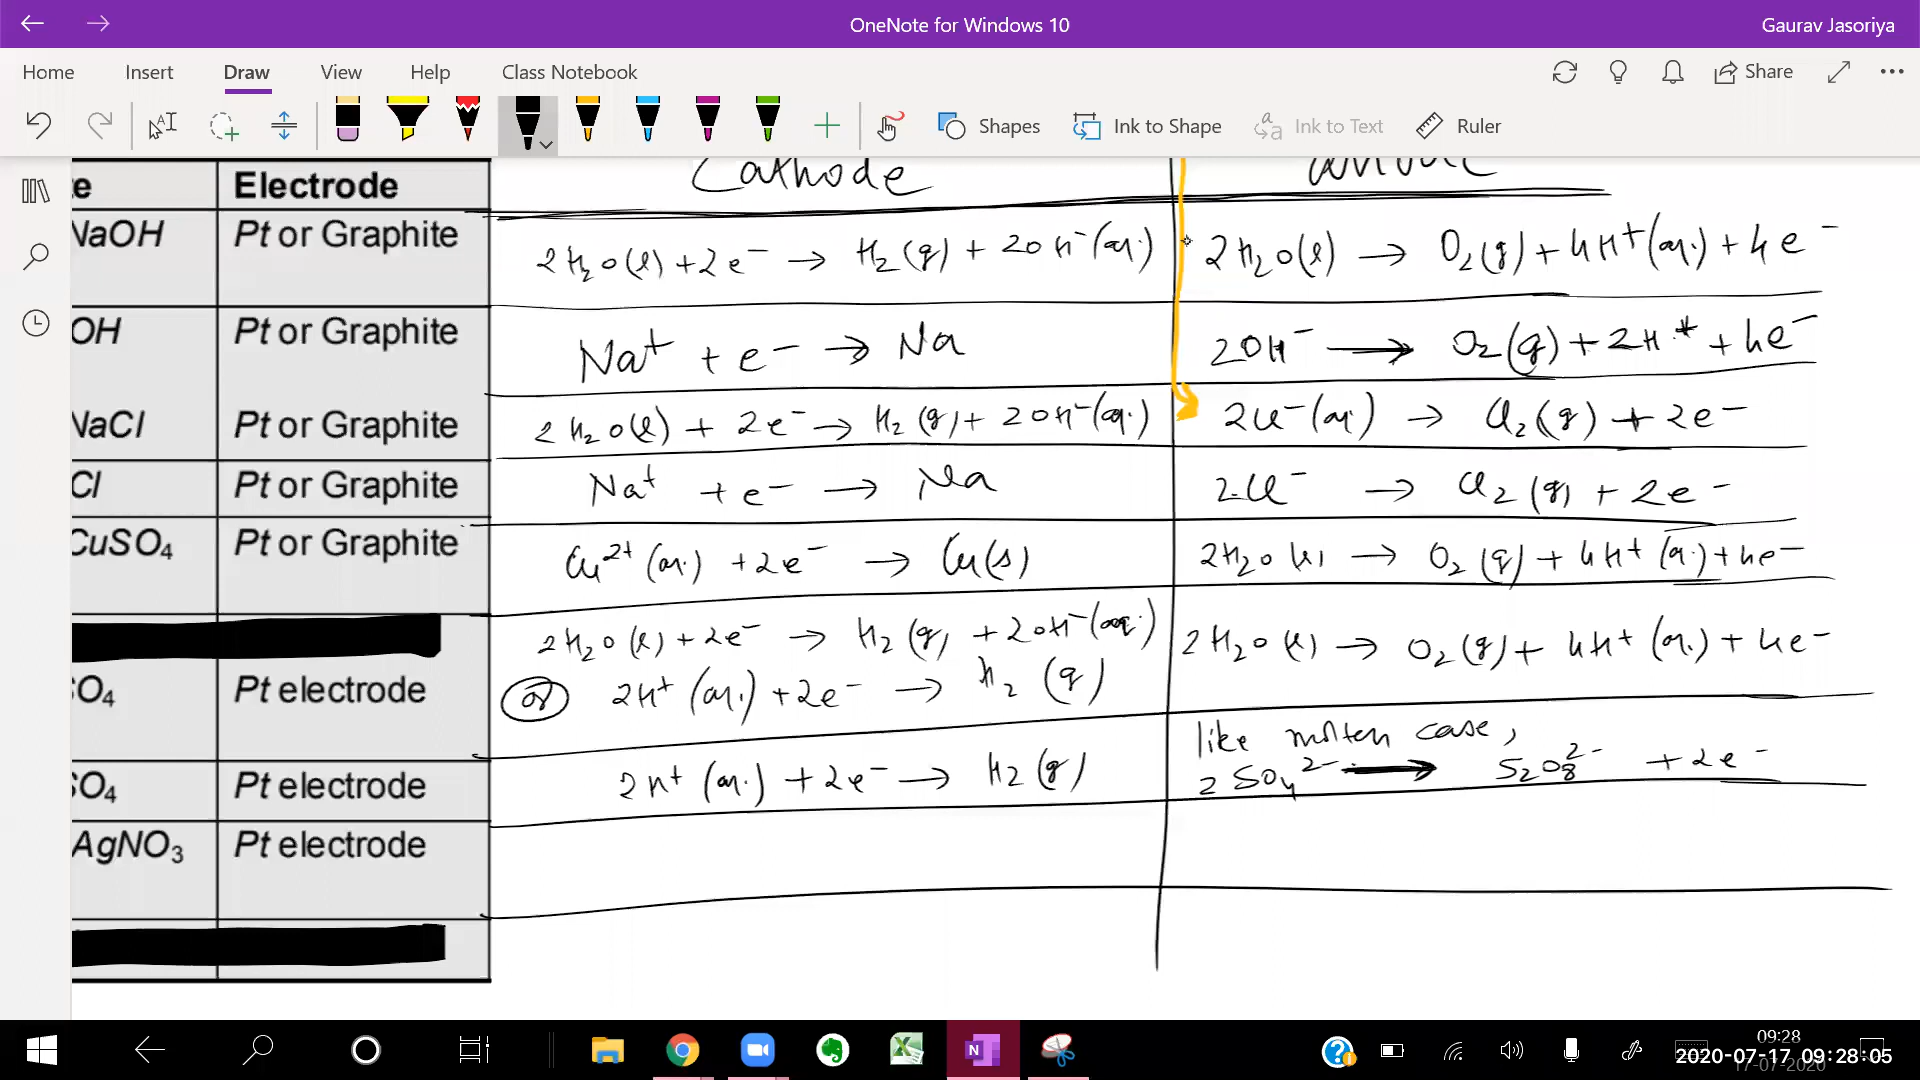 OneNote for Windows 10
Gaurav Jasoriya
Home Insert Draw View Help Class Notebook
Share
Shapes Ink to Shape Ink to Text Ruler
te Electrode Cathode
NaOH Pt or Graphite 2H₂O(l) + 2e⁻ → H₂(g) + 2OH⁻(aq.) 2H₂O(l) → O₂(g) + 4H⁺(aq.) + 4e⁻
OH Pt or Graphite Na⁺ + e⁻ → Na 2OH⁻ → O₂(g) + 2H⁺ + 4e⁻
NaCl Pt or Graphite 2H₂O(l) + 2e⁻ → H₂(g) + 2OH⁻(aq.) 2Cl⁻(aq.) → Cl₂(g) + 2e⁻
Cl Pt or Graphite Na⁺ + e⁻ → Na 2Cl⁻ → Cl₂(g) + 2e⁻
CuSO₄ Pt or Graphite Cu²⁺(aq.) + 2e⁻ → Cu(s) 2H₂O(l) → O₂(g) + 4H⁺(aq.) + 4e⁻
2H₂O(l) + 2e⁻ → H₂(g) + 2OH⁻(aq.) 2H₂O(l) → O₂(g) + 4H⁺(aq.) + 4e⁻
SO₄ Pt electrode or 2H⁺(aq.) + 2e⁻ → H₂(g)
like molten case,
SO₄ Pt electrode 2H⁺(aq.) + 2e⁻ → H₂(g) 2SO₄²⁻ → S₂O₈²⁻ + 2e⁻
AgNO₃ Pt electrode
09:28
2020-07-17 09:28:05
17-07-2020